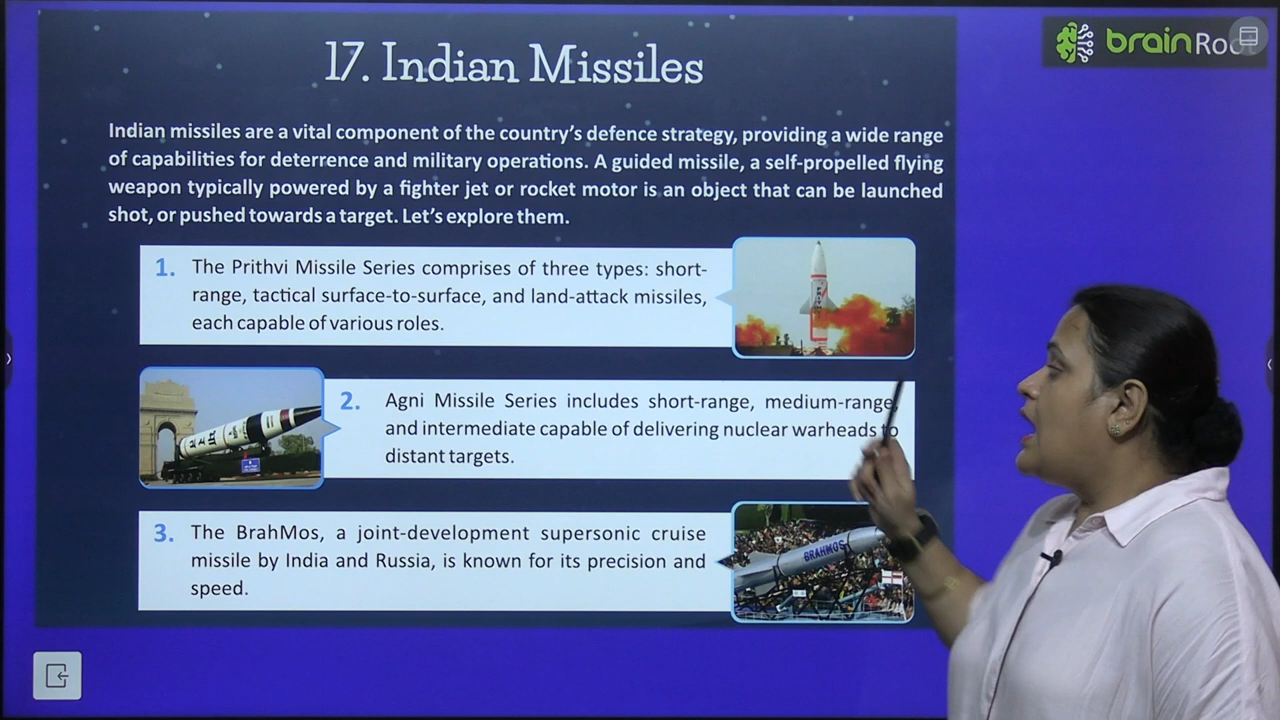 brainRoo
17. Indian Missiles
Indian missiles are a vital component of the country's defence strategy, providing a wide range
of capabilities for deterrence and military operations. A guided missile, a self-propelled flying
weapon typically powered by a fighter jet or rocket motor is an object that can be launched
shot, or pushed towards a target. Let's explore them.
1. The Prithvi Missile Series comprises of three types: short-
range, tactical surface-to-surface, and land-attack missiles,
each capable of various roles.
2. Agni Missile Series includes short-range, medium-range,
and intermediate capable of delivering nuclear warheads to
distant targets.
3. The BrahMos, a joint-development supersonic cruise
missile by India and Russia, is known for its precision and
speed.
BRAHMOS